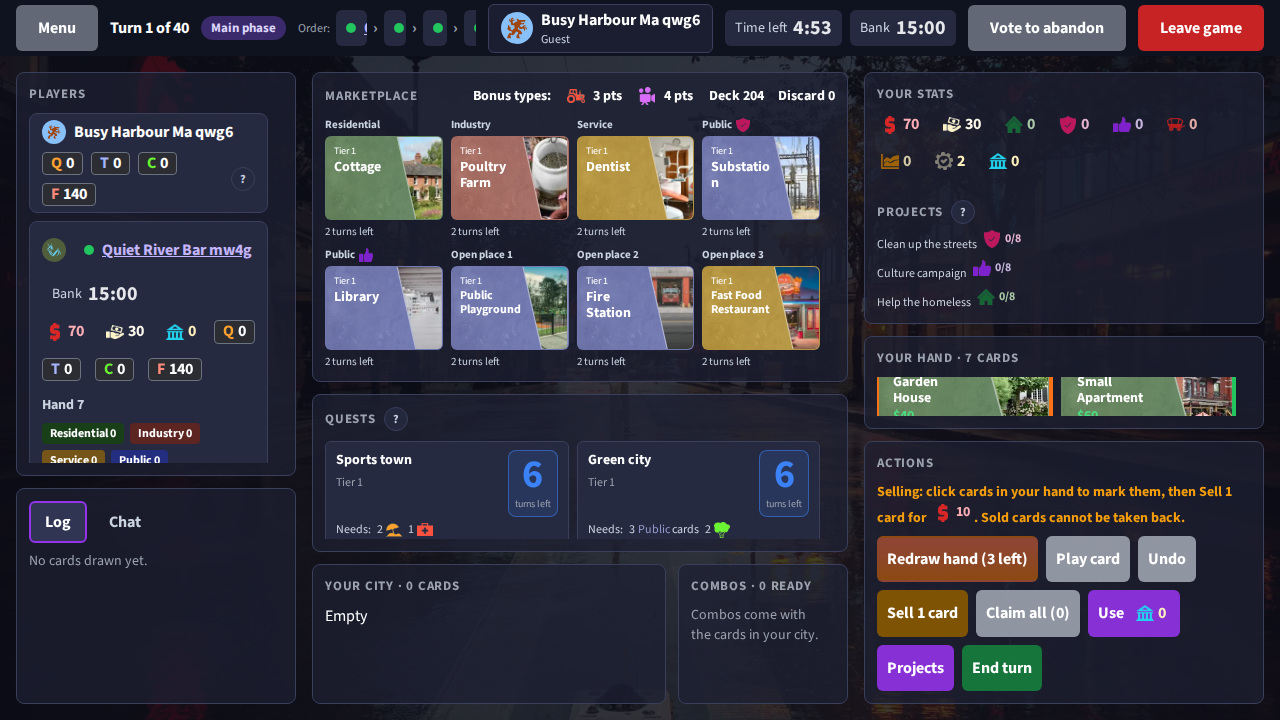 Menu
Turn 1 of 40
Main phase
Order:
› › ›
Busy Harbour Ma qwg6
Guest
Time left 4:53
Bank 15:00
Vote to abandon
Leave game
PLAYERS
Busy Harbour Ma qwg6
Q 0
T 0
C 0
F 140
?
Quiet River Bar mw4g
Bank 15:00
$ 70
30
0
Q 0
T 0
C 0
F 140
Hand 7
Residential 0
Industry 0
Service 0
Public 0
Log
Chat
No cards drawn yet.
MARKETPLACE
Bonus types:
3 pts
4 pts
Deck 204
Discard 0
Residential
Industry
Service
Public
Tier 1
Cottage
Tier 1
Poultry
Farm
Tier 1
Dentist
Tier 1
Substatio
n
2 turns left
2 turns left
2 turns left
2 turns left
Public
Open place 1
Open place 2
Open place 3
Tier 1
Library
Tier 1
Public
Playground
Tier 1
Fire
Station
Tier 1
Fast Food
Restaurant
2 turns left
2 turns left
2 turns left
2 turns left
QUESTS
?
Sports town
Tier 1
6
turns left
Needs: 2 1
Green city
Tier 1
6
turns left
Needs: 3 Public cards 2
YOUR CITY · 0 CARDS
Empty
COMBOS · 0 READY
Combos come with
the cards in your city.
YOUR STATS
$ 70
30
0
0
0
0
0
2
0
PROJECTS
?
Clean up the streets 0/8
Culture campaign 0/8
Help the homeless 0/8
YOUR HAND · 7 CARDS
Garden
House
$40
Small
Apartment
$60
ACTIONS
Selling: click cards in your hand to mark them, then Sell 1
card for $ 10 . Sold cards cannot be taken back.
Redraw hand (3 left)
Play card
Undo
Sell 1 card
Claim all (0)
Use 0
Projects
End turn